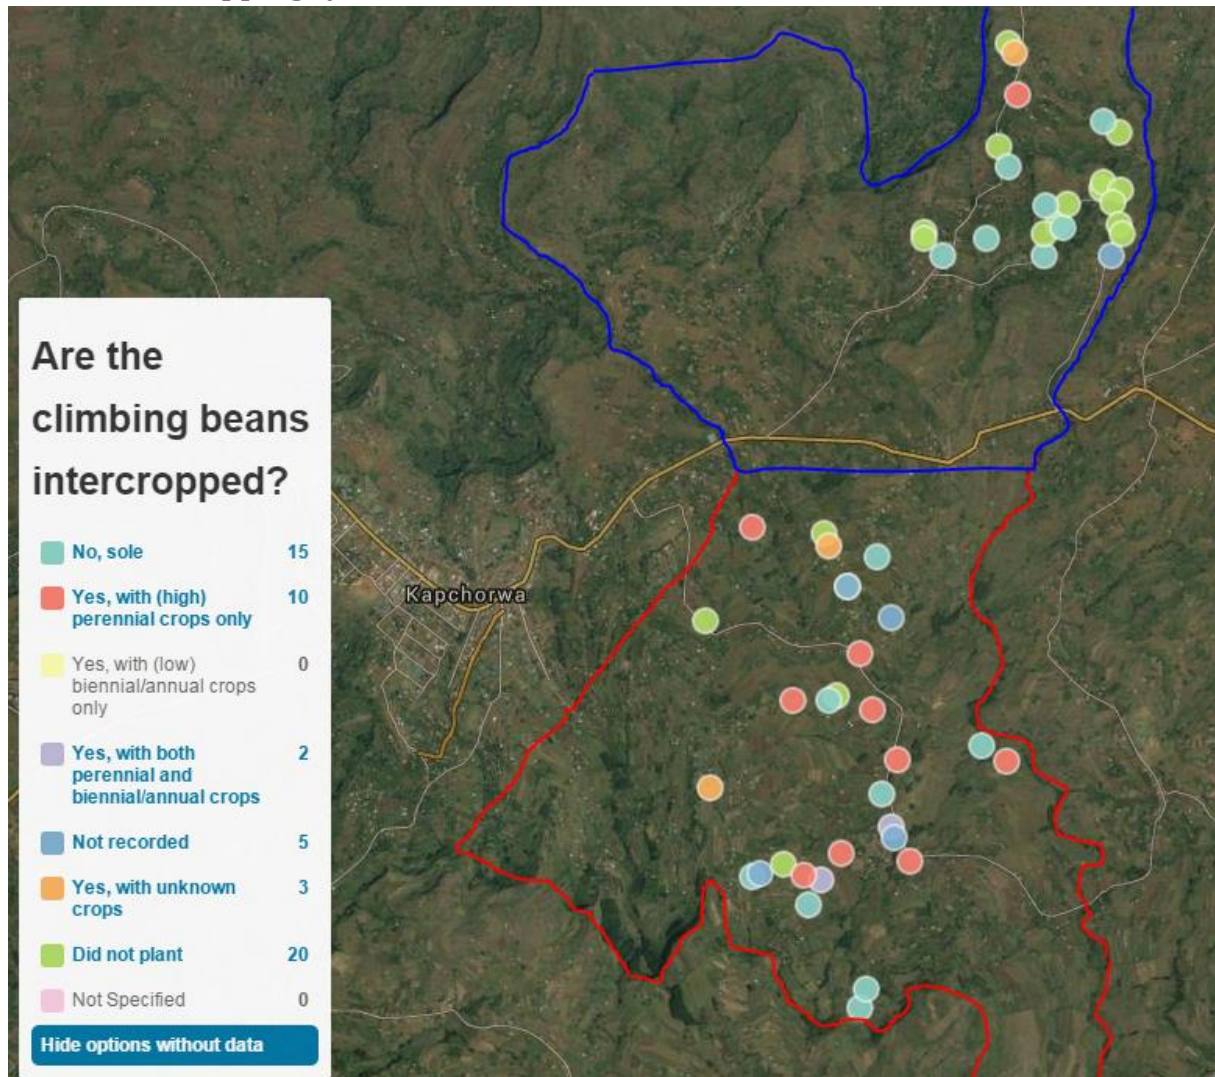 Are the
climbing beans
intercropped?
No, sole 15
Yes, with (high) 10
perennial crops only
Yes, with (low) 0
biennial/annual crops
only
Yes, with both 2
perennial and
biennial/annual crops
Not recorded 5
Yes, with unknown 3
crops
Did not plant 20
Not Specified 0
Hide options without data
Kapchorwa